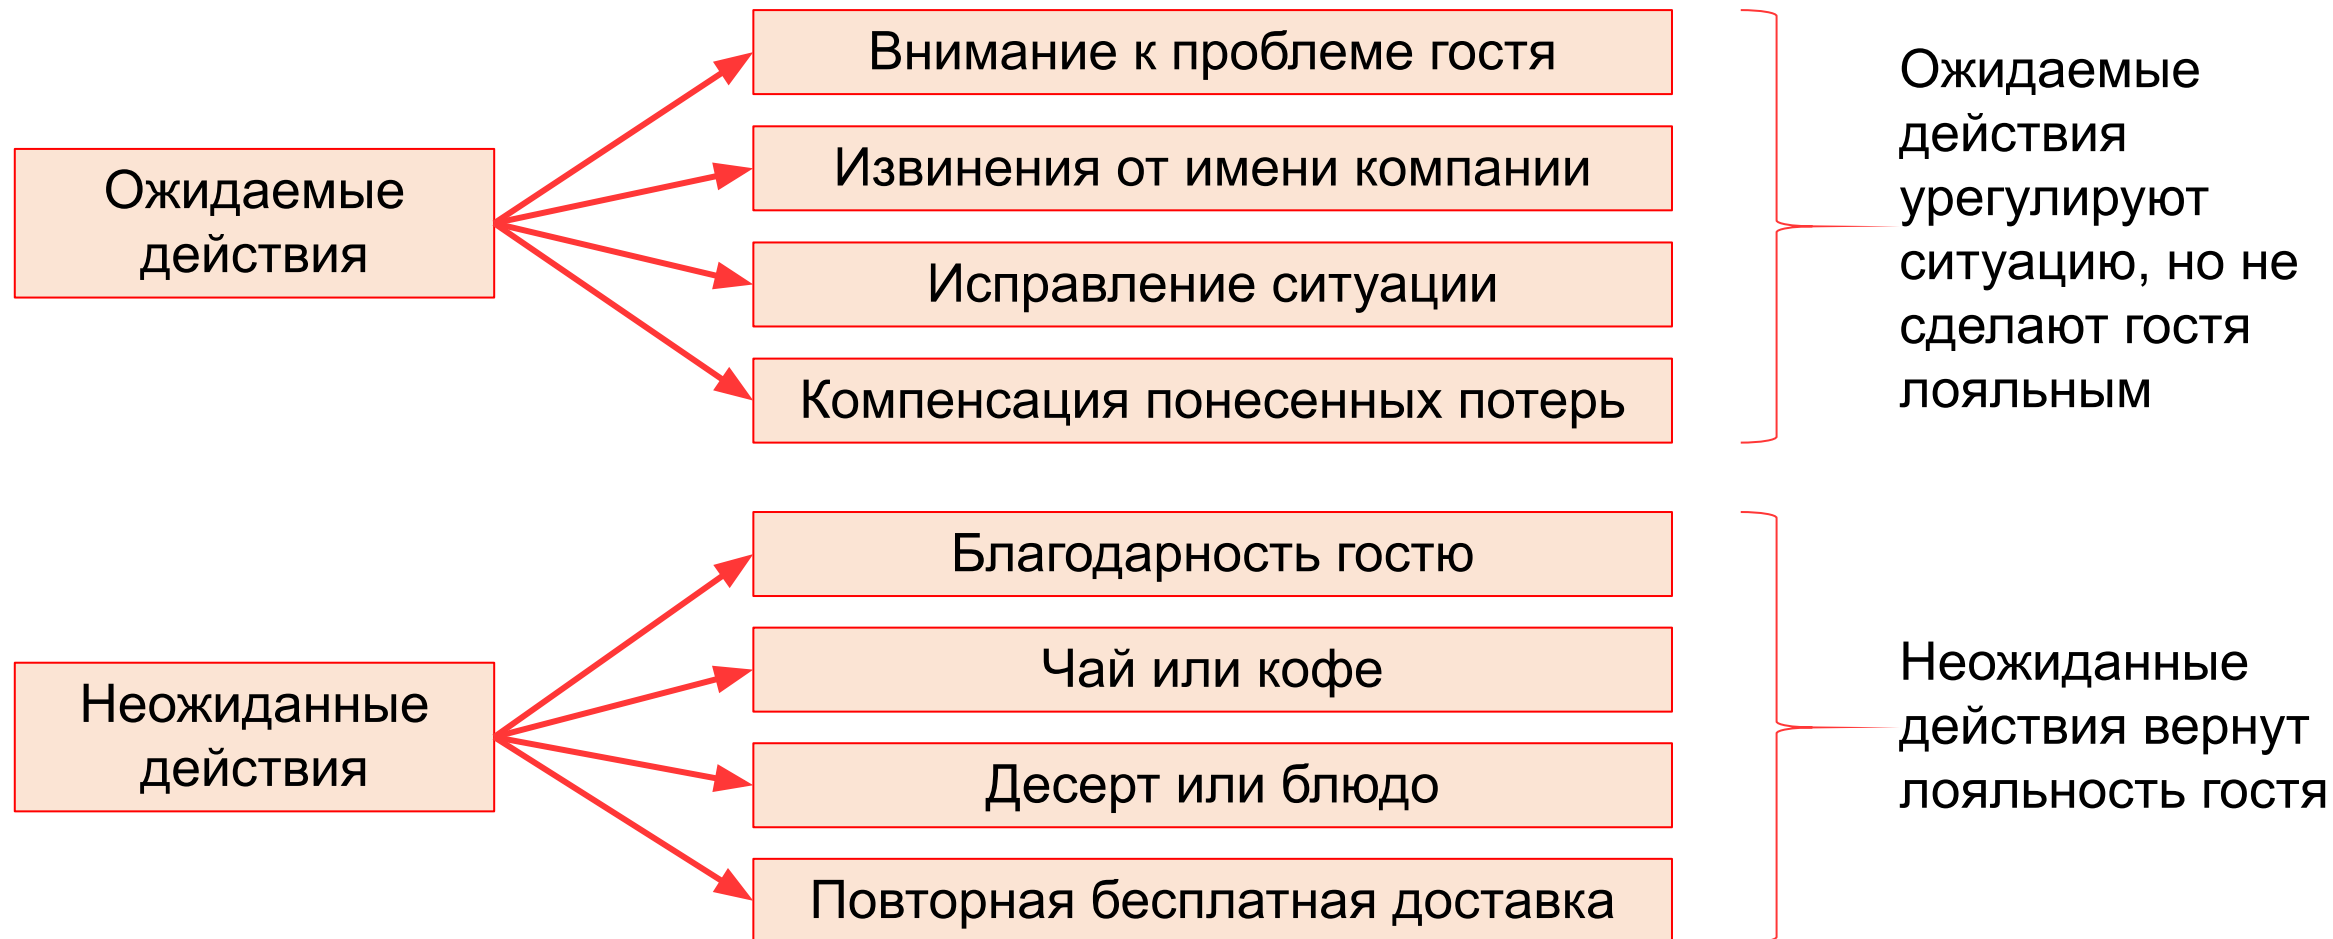 Ожидаемые
действия
Внимание к проблеме гостя
Извинения от имени компании
Исправление ситуации
Компенсация понесенных потерь
Ожидаемые
действия
урегулируют
ситуацию, но не
сделают гостя
лояльным
Неожиданные
действия
Благодарность гостю
Чай или кофе
Десерт или блюдо
Повторная бесплатная доставка
Неожиданные
действия вернут
лояльность гостя